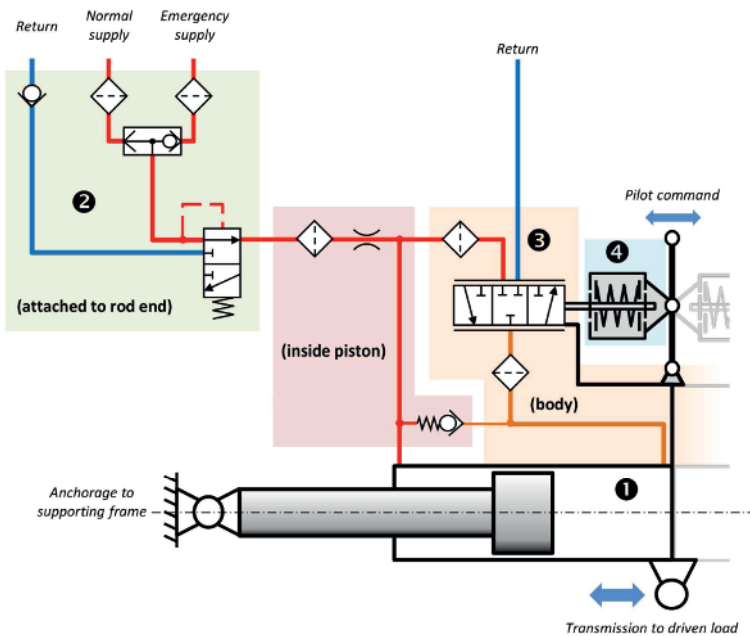 Return
Normal
supply
Emergency
supply
Return
Pilot command
❷
❸
❹
(attached to rod end)
(inside piston)
(body)
❶
Anchorage to
supporting frame
Transmission to driven load